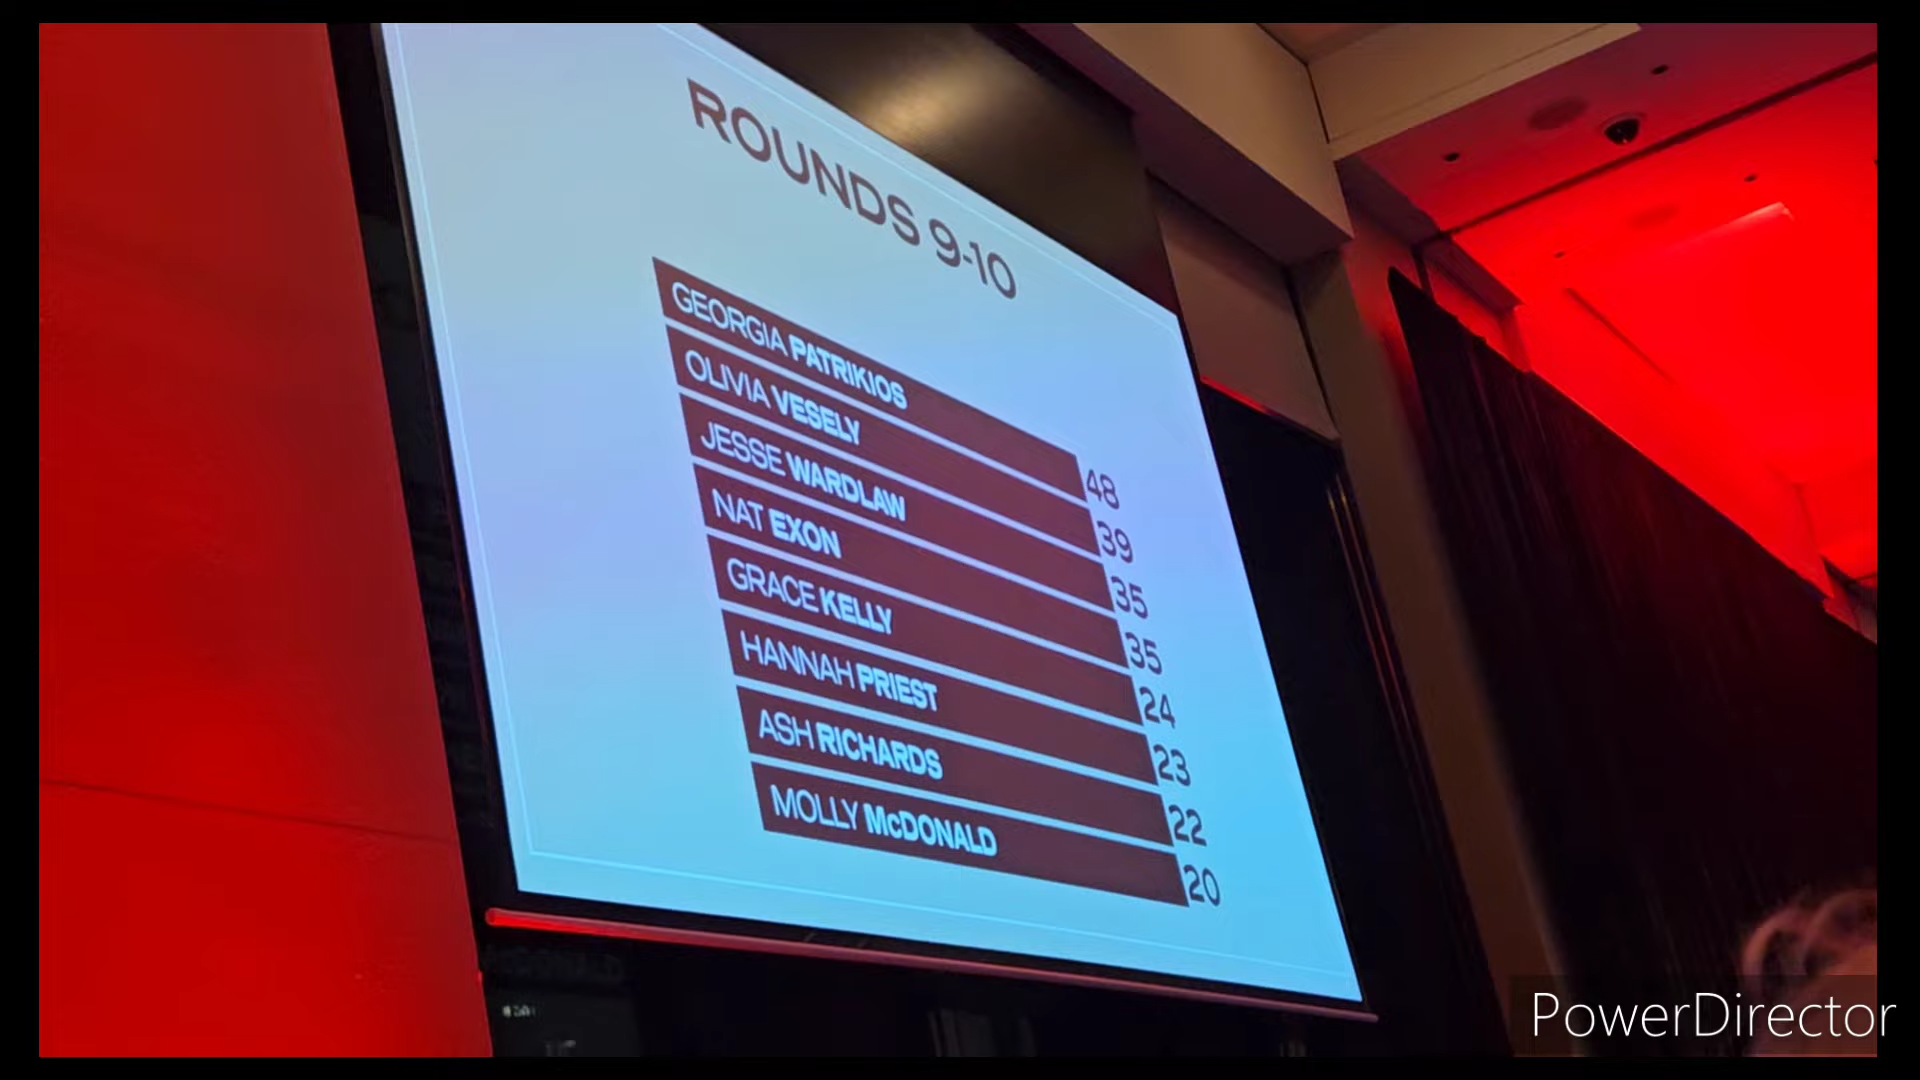 ROUNDS 9-10
GEORGIA PATRIKIOS 48
OLIVIA VESELY 39
JESSE WARDLAW 35
NAT EXON 35
GRACE KELLY 24
HANNAH PRIEST 23
ASH RICHARDS 22
MOLLY McDONALD 20
PowerDirector